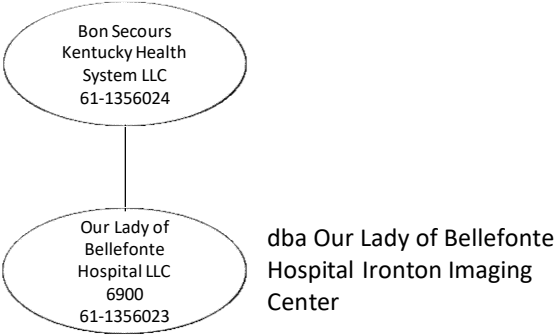 Bon Secours
Kentucky Health
System LLC
61-1356024
Our Lady of
Bellefonte
Hospital LLC
6900
61-1356023
dba Our Lady of Bellefonte
Hospital Ironton Imaging
Center